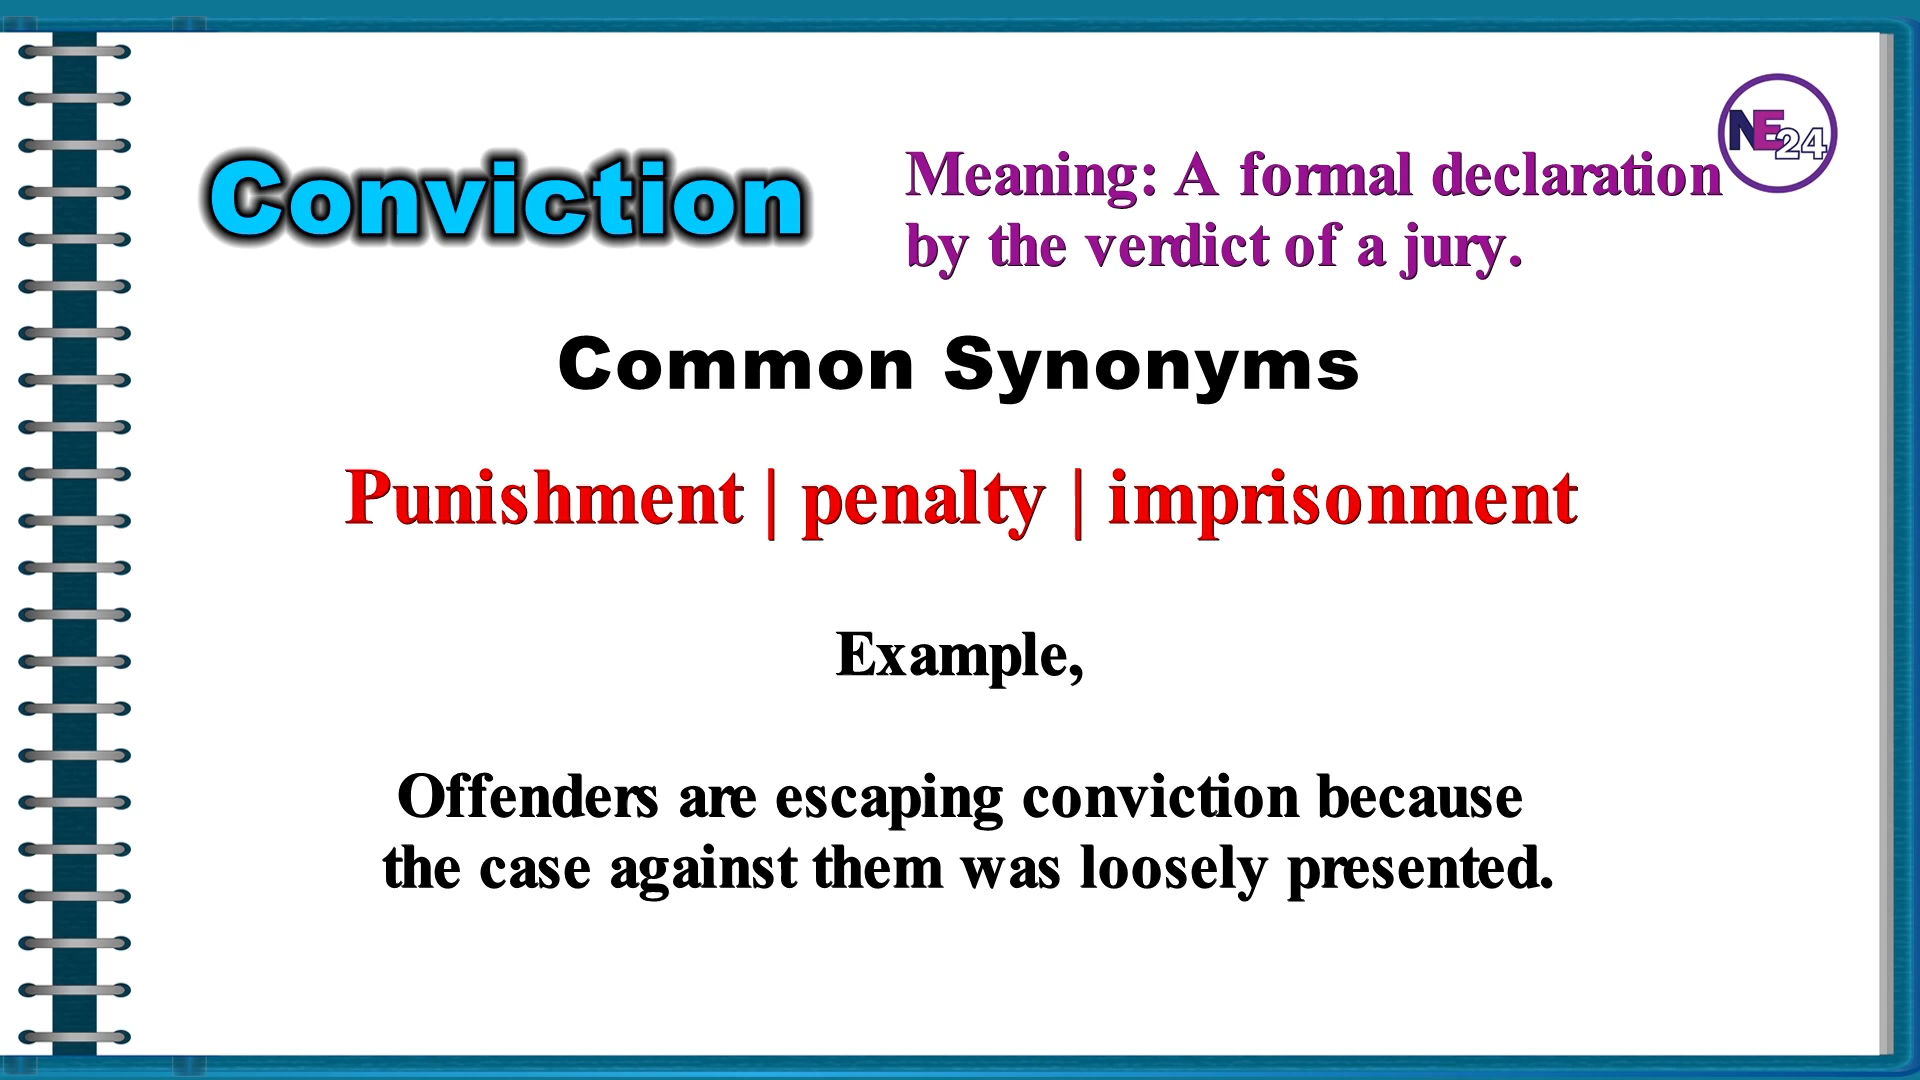 Conviction
Meaning: A formal declaration
by the verdict of a jury.
NE24
Common Synonyms
Punishment | penalty | imprisonment
Example,
Offenders are escaping conviction because
the case against them was loosely presented.